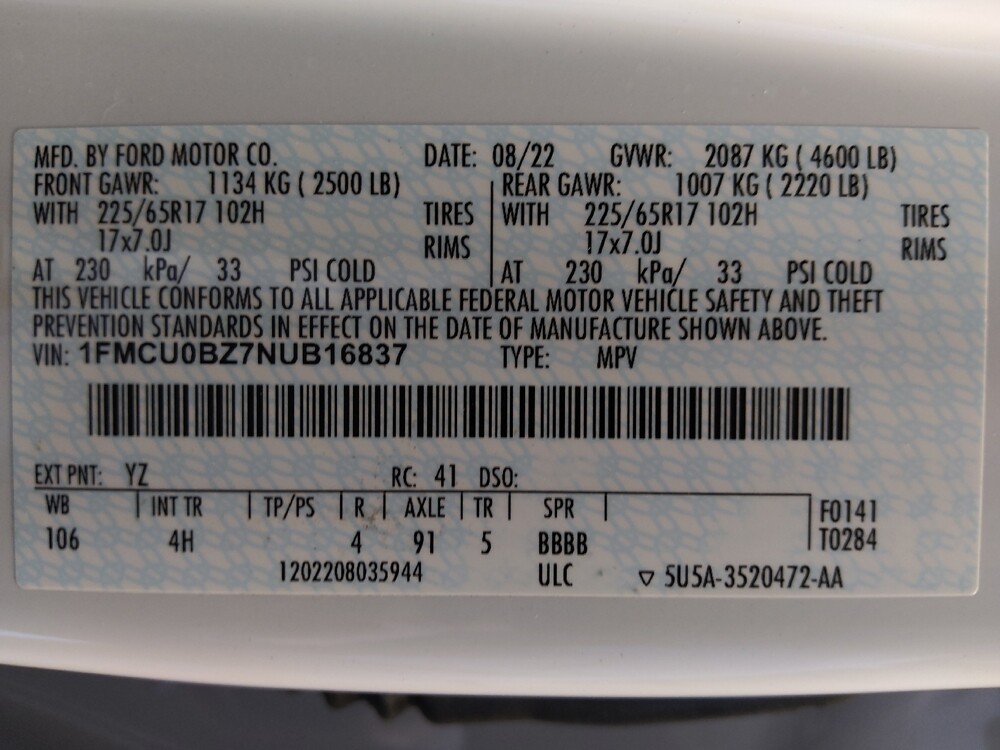 MFD. BY FORD MOTOR CO. DATE: 08/22 GVWR: 2087 KG ( 4600 LB)
FRONT GAWR: 1134 KG ( 2500 LB) REAR GAWR: 1007 KG ( 2220 LB)
WITH 225/65R17 102H TIRES WITH 225/65R17 102H TIRES
17x7.0J RIMS 17x7.0J RIMS
AT 230 kPa/ 33 PSI COLD AT 230 kPa/ 33 PSI COLD
THIS VEHICLE CONFORMS TO ALL APPLICABLE FEDERAL MOTOR VEHICLE SAFETY AND THEFT
PREVENTION STANDARDS IN EFFECT ON THE DATE OF MANUFACTURE SHOWN ABOVE.
VIN: 1FMCU0BZ7NUB16837 TYPE: MPV
EXT PNT: YZ RC: 41 DSO:
WB INT TR TP/PS R AXLE TR SPR F0141
106 4H 4 91 5 BBBB T0284
1202208035944 ULC ▽ 5U5A-3520472-AA